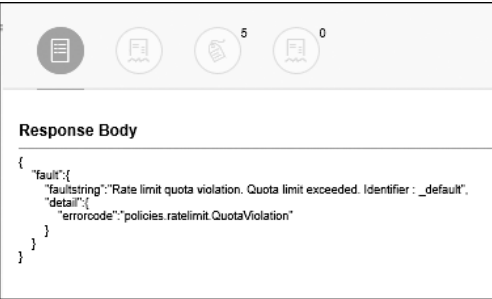 5
0
Response Body
{
"fault":{
"faultstring":"Rate limit quota violation. Quota limit exceeded. Identifier : _default",
"detail":{
"errorcode":"policies.ratelimit.QuotaViolation"
}
}
}